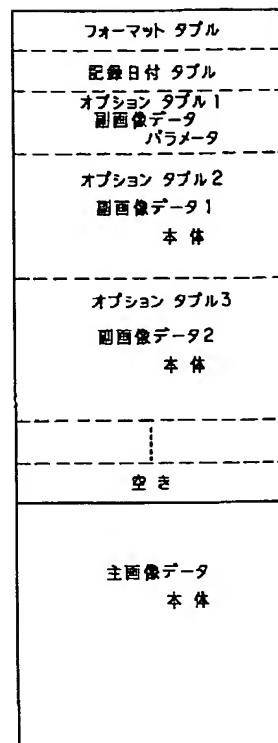 フォーマット タプル
記録日付 タプル
オプション タプル1
副画像データ
パラメータ
オプション タプル2
副画像データ1
本 体
オプション タプル3
副画像データ2
本 体
空 き
主画像データ
本 体